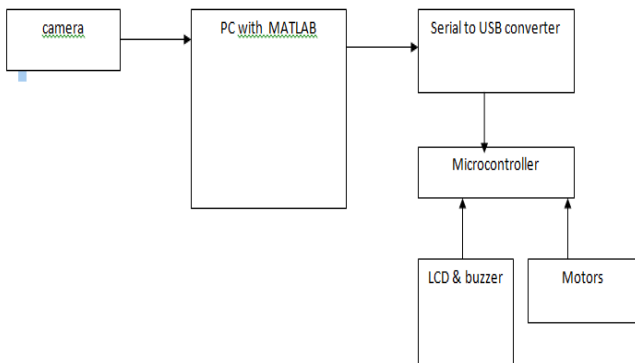 camera
PC with MATLAB
Serial to USB converter
Microcontroller
LCD & buzzer
Motors